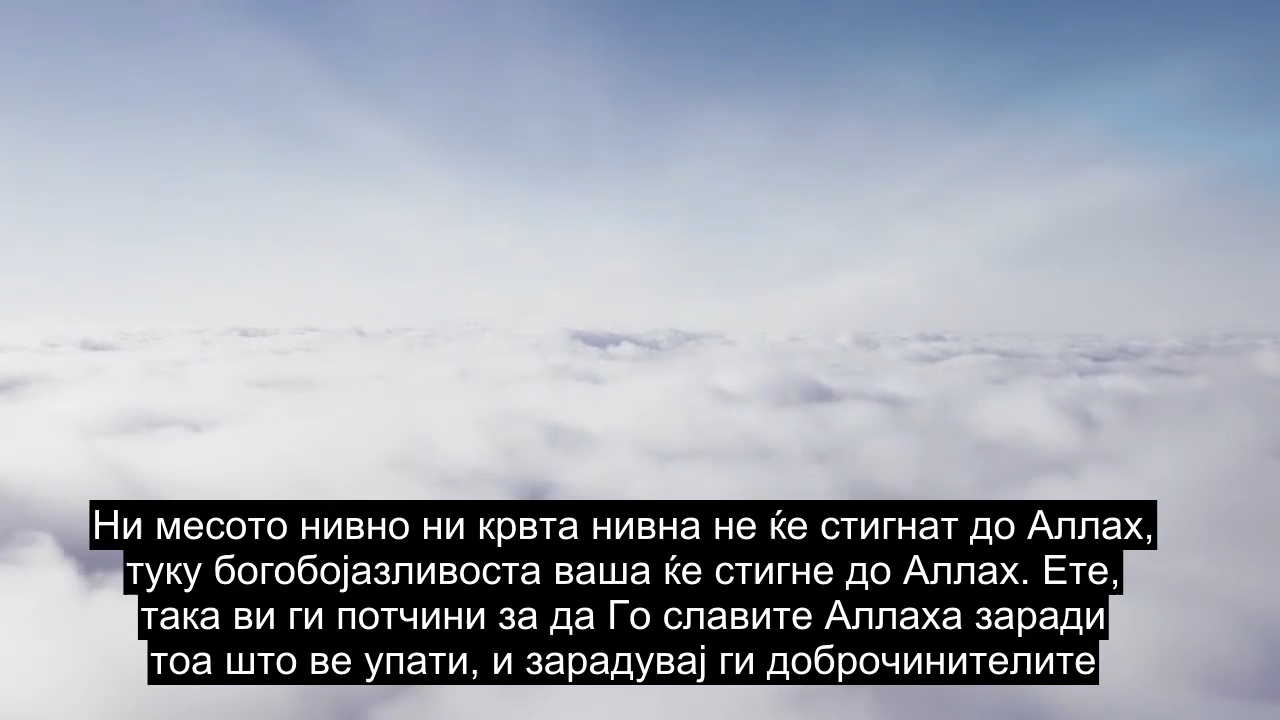 Ни месото нивно ни крвта нивна не ќе стигнат до Аллах,
туку богобојазливоста ваша ќе стигне до Аллах. Ете,
така ви ги потчини за да Го славите Аллаха заради
тоа што ве упати, и зарадувај ги доброчинителите